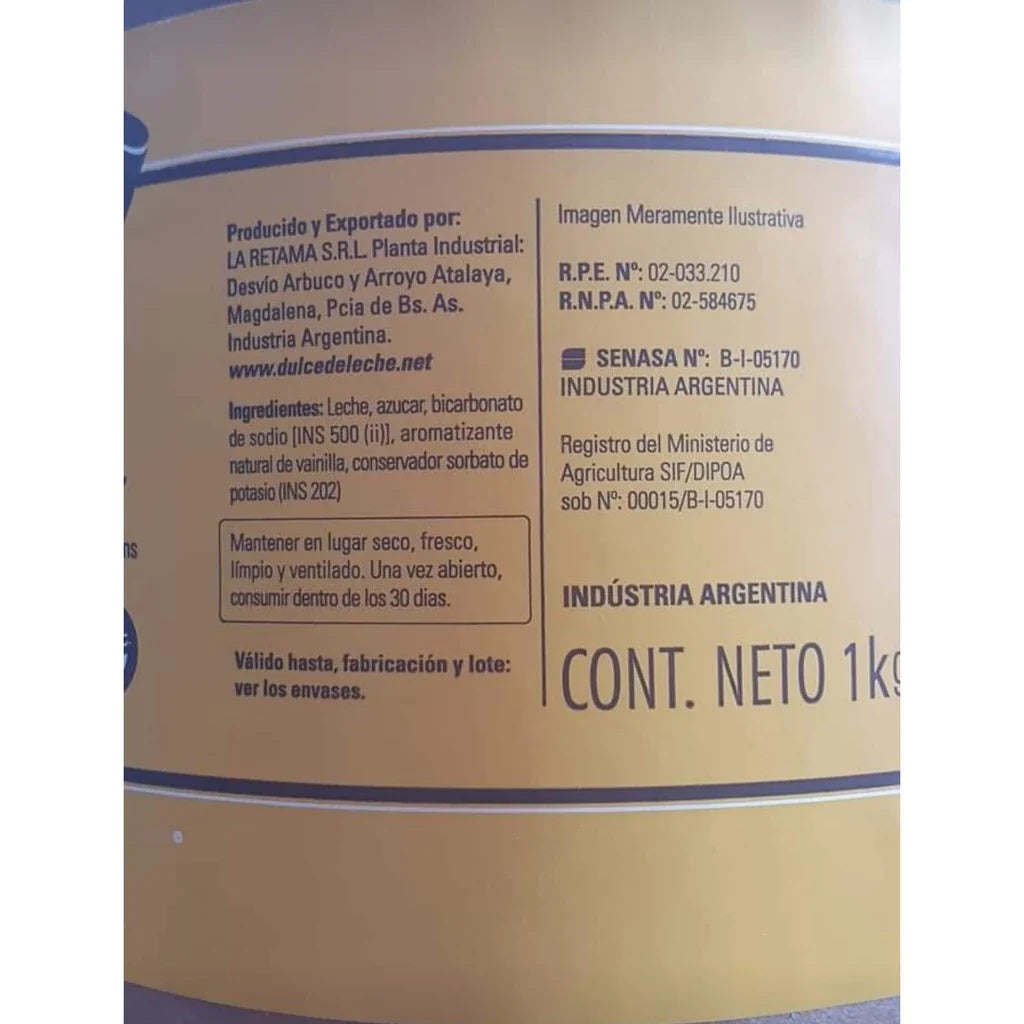 Producido y Exportado por:
LA RETAMA S.R.L. Planta Industrial:
Desvío Arbuco y Arroyo Atalaya,
Magdalena, Pcia de Bs. As.
Industria Argentina.
www.dulcedeleche.net
Ingredientes: Leche, azucar, bicarbonato
de sodio [INS 500 (ii)], aromatizante
natural de vainilla, conservador sorbato de
potasio (INS 202)
Mantener en lugar seco, fresco,
límpio y ventilado. Una vez abierto,
consumir dentro de los 30 dias.
Válido hasta, fabricación y lote:
ver los envases.
Imagen Meramente Ilustrativa
R.P.E. Nº: 02-033.210
R.N.P.A. Nº: 02-584675
SENASA Nº: B-I-05170
INDUSTRIA ARGENTINA
Registro del Ministerio de
Agricultura SIF/DIPOA
sob Nº: 00015/B-I-05170
INDÚSTRIA ARGENTINA
CONT. NETO 1kg
ns